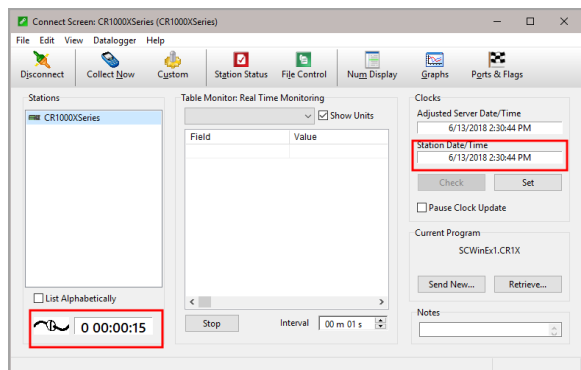 Connect Screen: CR1000XSeries (CR1000XSeries)
File Edit View Datalogger Help
Disconnect Collect Now Custom Station Status File Control Num Display Graphs Ports & Flags
Stations
CR1000XSeries
List Alphabetically
0 00:00:15
Table Monitor: Real Time Monitoring
Show Units
Field Value
Stop Interval 00 m 01 s
Clocks
Adjusted Server Date/Time
6/13/2018 2:30:44 PM
Station Date/Time
6/13/2018 2:30:44 PM
Check Set
Pause Clock Update
Current Program
SCWinEx1.CR1X
Send New... Retrieve...
Notes